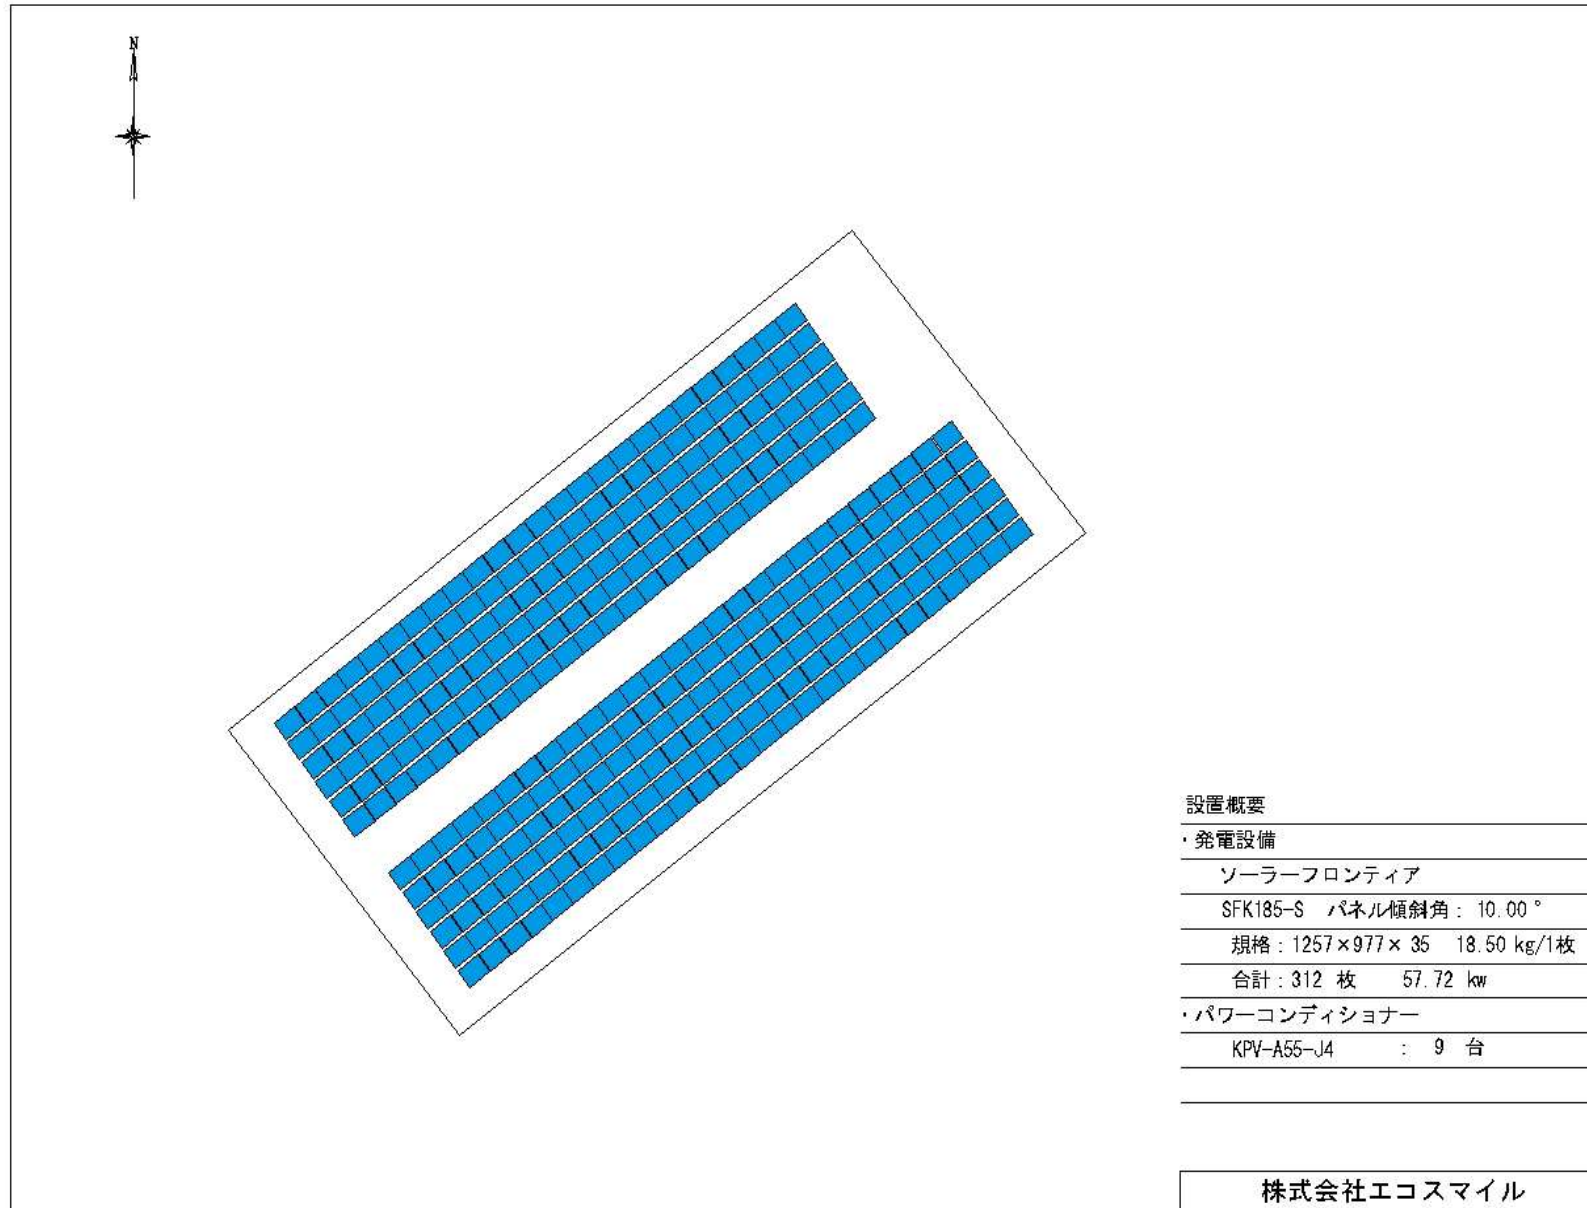 N
設置概要
・発電設備
ソーラーフロンティア
SFK185-S パネル傾斜角： 10.00 °
規格：1257×977× 35 18.50 kg/1枚
合計：312 枚 57.72 kw
・パワーコンディショナー
KPV-A55-J4 ： 9 台
株式会社エコスマイル